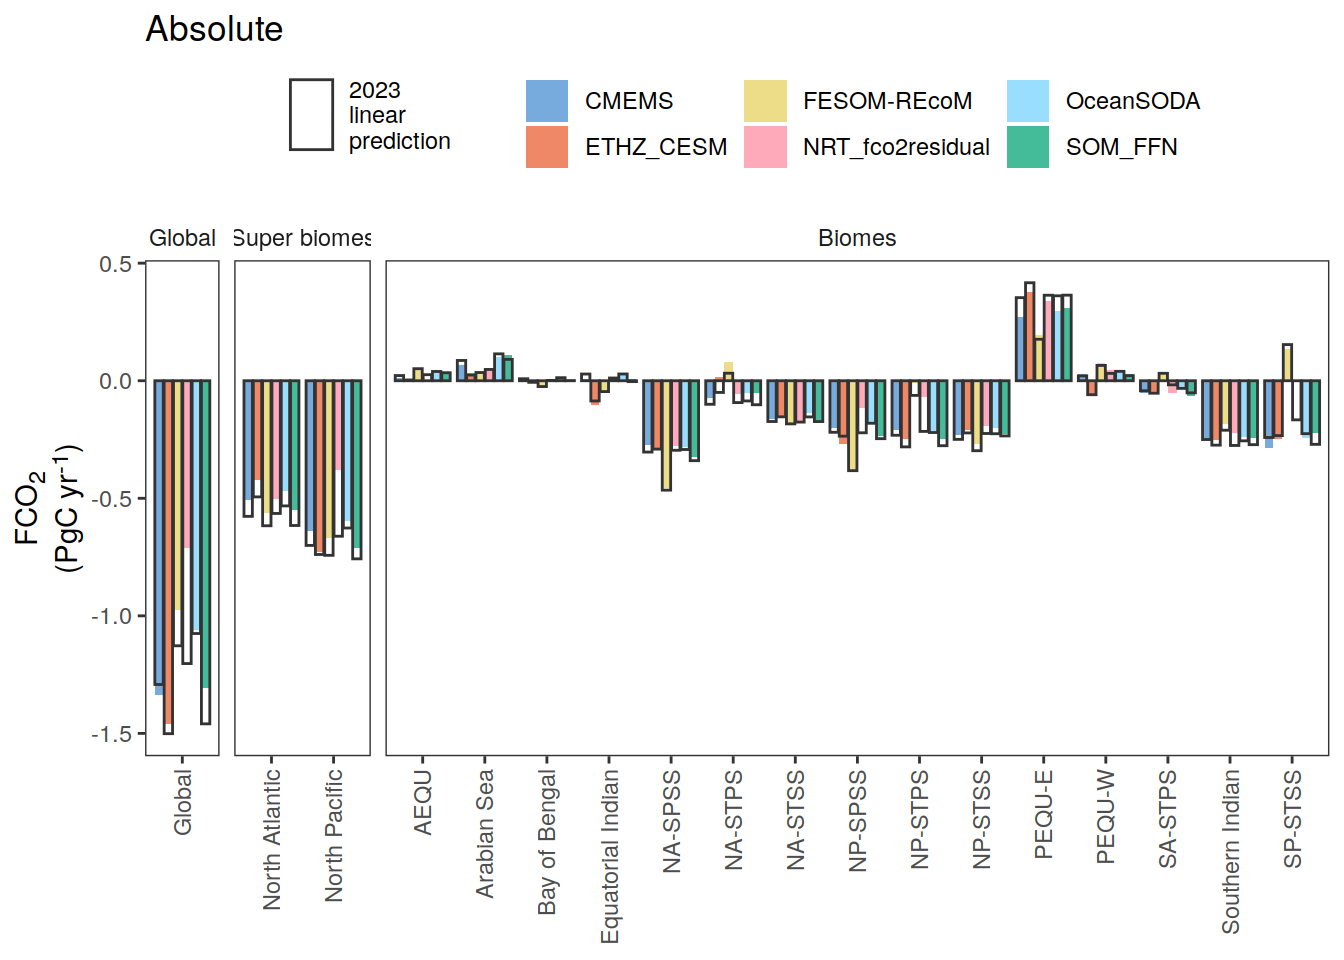 Absolute
2023
linear
prediction
CMEMS
FESOM-REcoM
OceanSODA
ETHZ_CESM
NRT_fco2residual
SOM_FFN
Global
Super biomes
Biomes
0.5
0.0
-0.5
-1.0
-1.5
FCO₂
(PgC yr⁻¹)
Global
North Atlantic
North Pacific
AEQU
Arabian Sea
Bay of Bengal
Equatorial Indian
NA-SPSS
NA-STPS
NA-STSS
NP-SPSS
NP-STPS
NP-STSS
PEQU-E
PEQU-W
SA-STPS
Southern Indian
SP-STSS